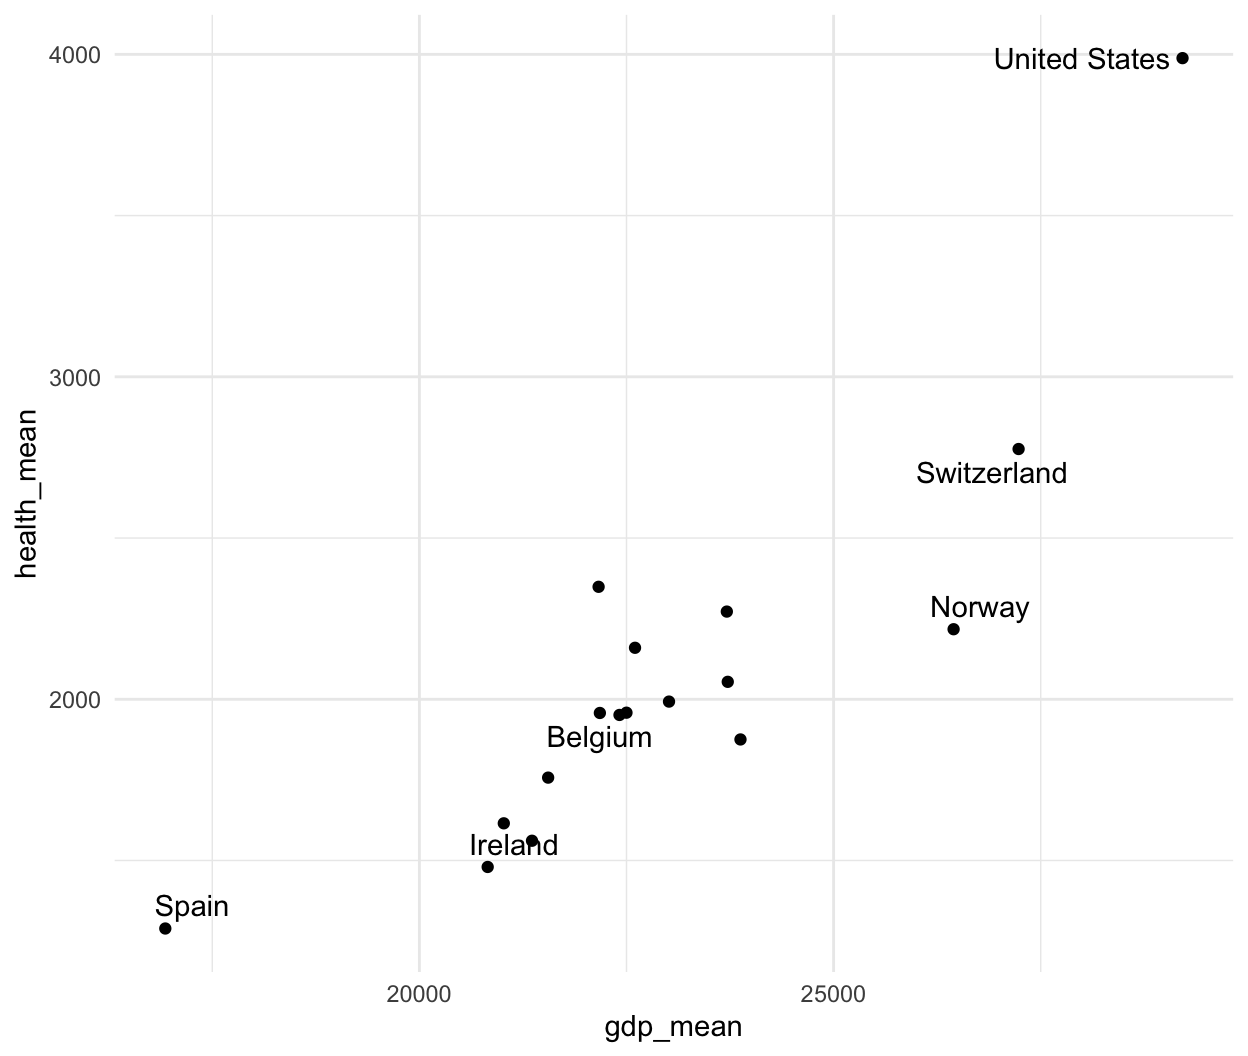 4000
United States
3000
health_mean
Switzerland
Norway
2000
Belgium
Ireland
Spain
20000
25000
gdp_mean